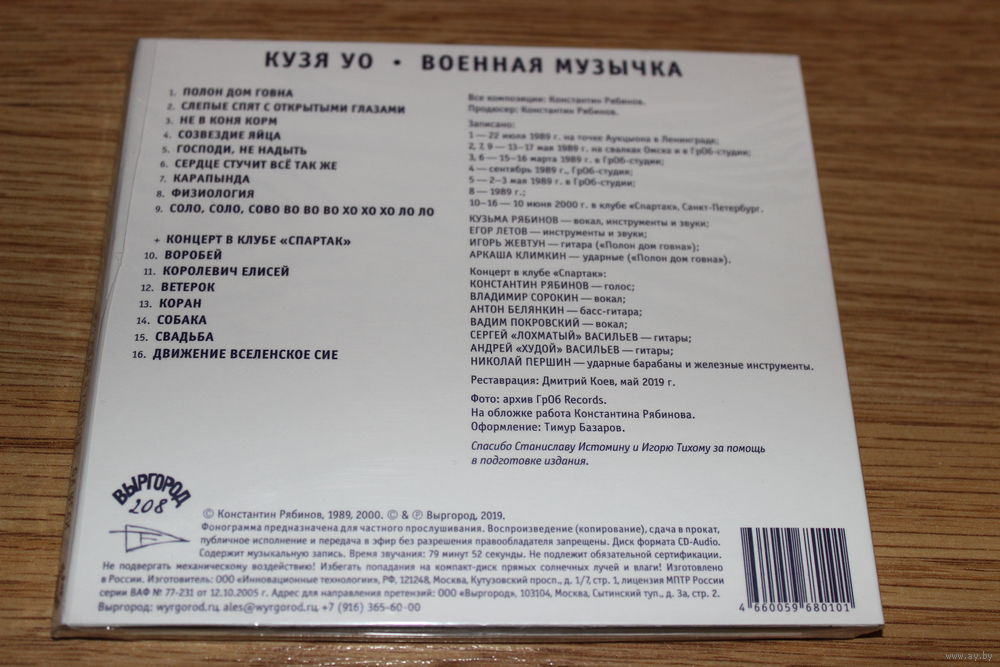 КУЗЯ УО • ВОЕННАЯ МУЗЫЧКА
1. ПОЛОН ДОМ ГОВНА
2. СЛЕПЫЕ СПЯТ С ОТКРЫТЫМИ ГЛАЗАМИ
3. НЕ В КОНЯ КОРМ
4. СОЗВЕЗДИЕ ЯЙЦА
5. ГОСПОДИ, НЕ НАДЫТЬ
6. СЕРДЦЕ СТУЧИТ ВСЁ ТАК ЖЕ
7. КАРАПЫНДА
8. ФИЗИОЛОГИЯ
9. СОЛО, СОЛО, СОВО ВО ВО ВО ХО ХО ХО ЛО ЛО
+ КОНЦЕРТ В КЛУБЕ «СПАРТАК»
10. ВОРОБЕЙ
11. КОРОЛЕВИЧ ЕЛИСЕЙ
12. ВЕТЕРОК
13. КОРАН
14. СОБАКА
15. СВАДЬБА
16. ДВИЖЕНИЕ ВСЕЛЕНСКОЕ СИЕ
Все композиции: Константин Рябинов.
Продюсер: Константин Рябинов.
Записано:
1 — 22 июля 1989 г. на точке Аукцыона в Ленинграде;
2, 7, 9 — 13–17 мая 1989 г. на свалках Омска и в ГрОб-студии;
3, 6 — 15–16 марта 1989 г. в ГрОб-студии;
4 — сентябрь 1989 г., ГрОб-студия;
5 — 2–3 мая 1989 г. в ГрОб-студии;
8 — 1989 г.;
10–16 — 10 июня 2000 г. в клубе «Спартак», Санкт-Петербург.
КУЗЬМА РЯБИНОВ — вокал, инструменты и звуки;
ЕГОР ЛЕТОВ — инструменты и звуки;
ИГОРЬ ЖЕВТУН — гитара («Полон дом говна»);
АРКАША КЛИМКИН — ударные («Полон дом говна»).
Концерт в клубе «Спартак»:
КОНСТАНТИН РЯБИНОВ — голос;
ВЛАДИМИР СОРОКИН — вокал;
АНТОН БЕЛЯНКИН — басс-гитара;
ВАДИМ ПОКРОВСКИЙ — вокал;
СЕРГЕЙ «ЛОХМАТЫЙ» ВАСИЛЬЕВ — гитары;
АНДРЕЙ «ХУДОЙ» ВАСИЛЬЕВ — гитары;
НИКОЛАЙ ПЕРШИН — ударные барабаны и железные инструменты.
Реставрация: Дмитрий Коев, май 2019 г.
Фото: архив ГрОб Records.
На обложке работа Константина Рябинова.
Оформление: Тимур Базаров.
Спасибо Станиславу Истомину и Игорю Тихому за помощь
в подготовке издания.
ВЫРГОРОД
208
© Константин Рябинов, 1989, 2000. © & ℗ Выргород, 2019.
Фонограмма предназначена для частного прослушивания. Воспроизведение (копирование), сдача в прокат,
публичное исполнение и передача в эфир без разрешения правообладателя запрещены. Диск формата CD-Audio.
Содержит музыкальную запись. Время звучания: 79 минут 52 секунды. Не подлежит обязательной сертификации.
Не подвергать механическому воздействию! Избегать попадания на компакт-диск прямых солнечных лучей и влаги! Изготовлено
в России. Изготовитель: ООО «Инновационные технологии», РФ, 121248, Москва, Кутузовский просп., д. 1/7, стр. 1, лицензия МПТР России
серии ВАФ № 77-231 от 12.10.2005 г. Адрес для направления претензий: ООО «Выргород», 103104, Москва, Сытинский туп., д. 3а, стр. 2.
Выргород: wyrgorod.ru, ales@wyrgorod.ru, +7 (916) 365-60-00
4 660059 680101
www.ay.by